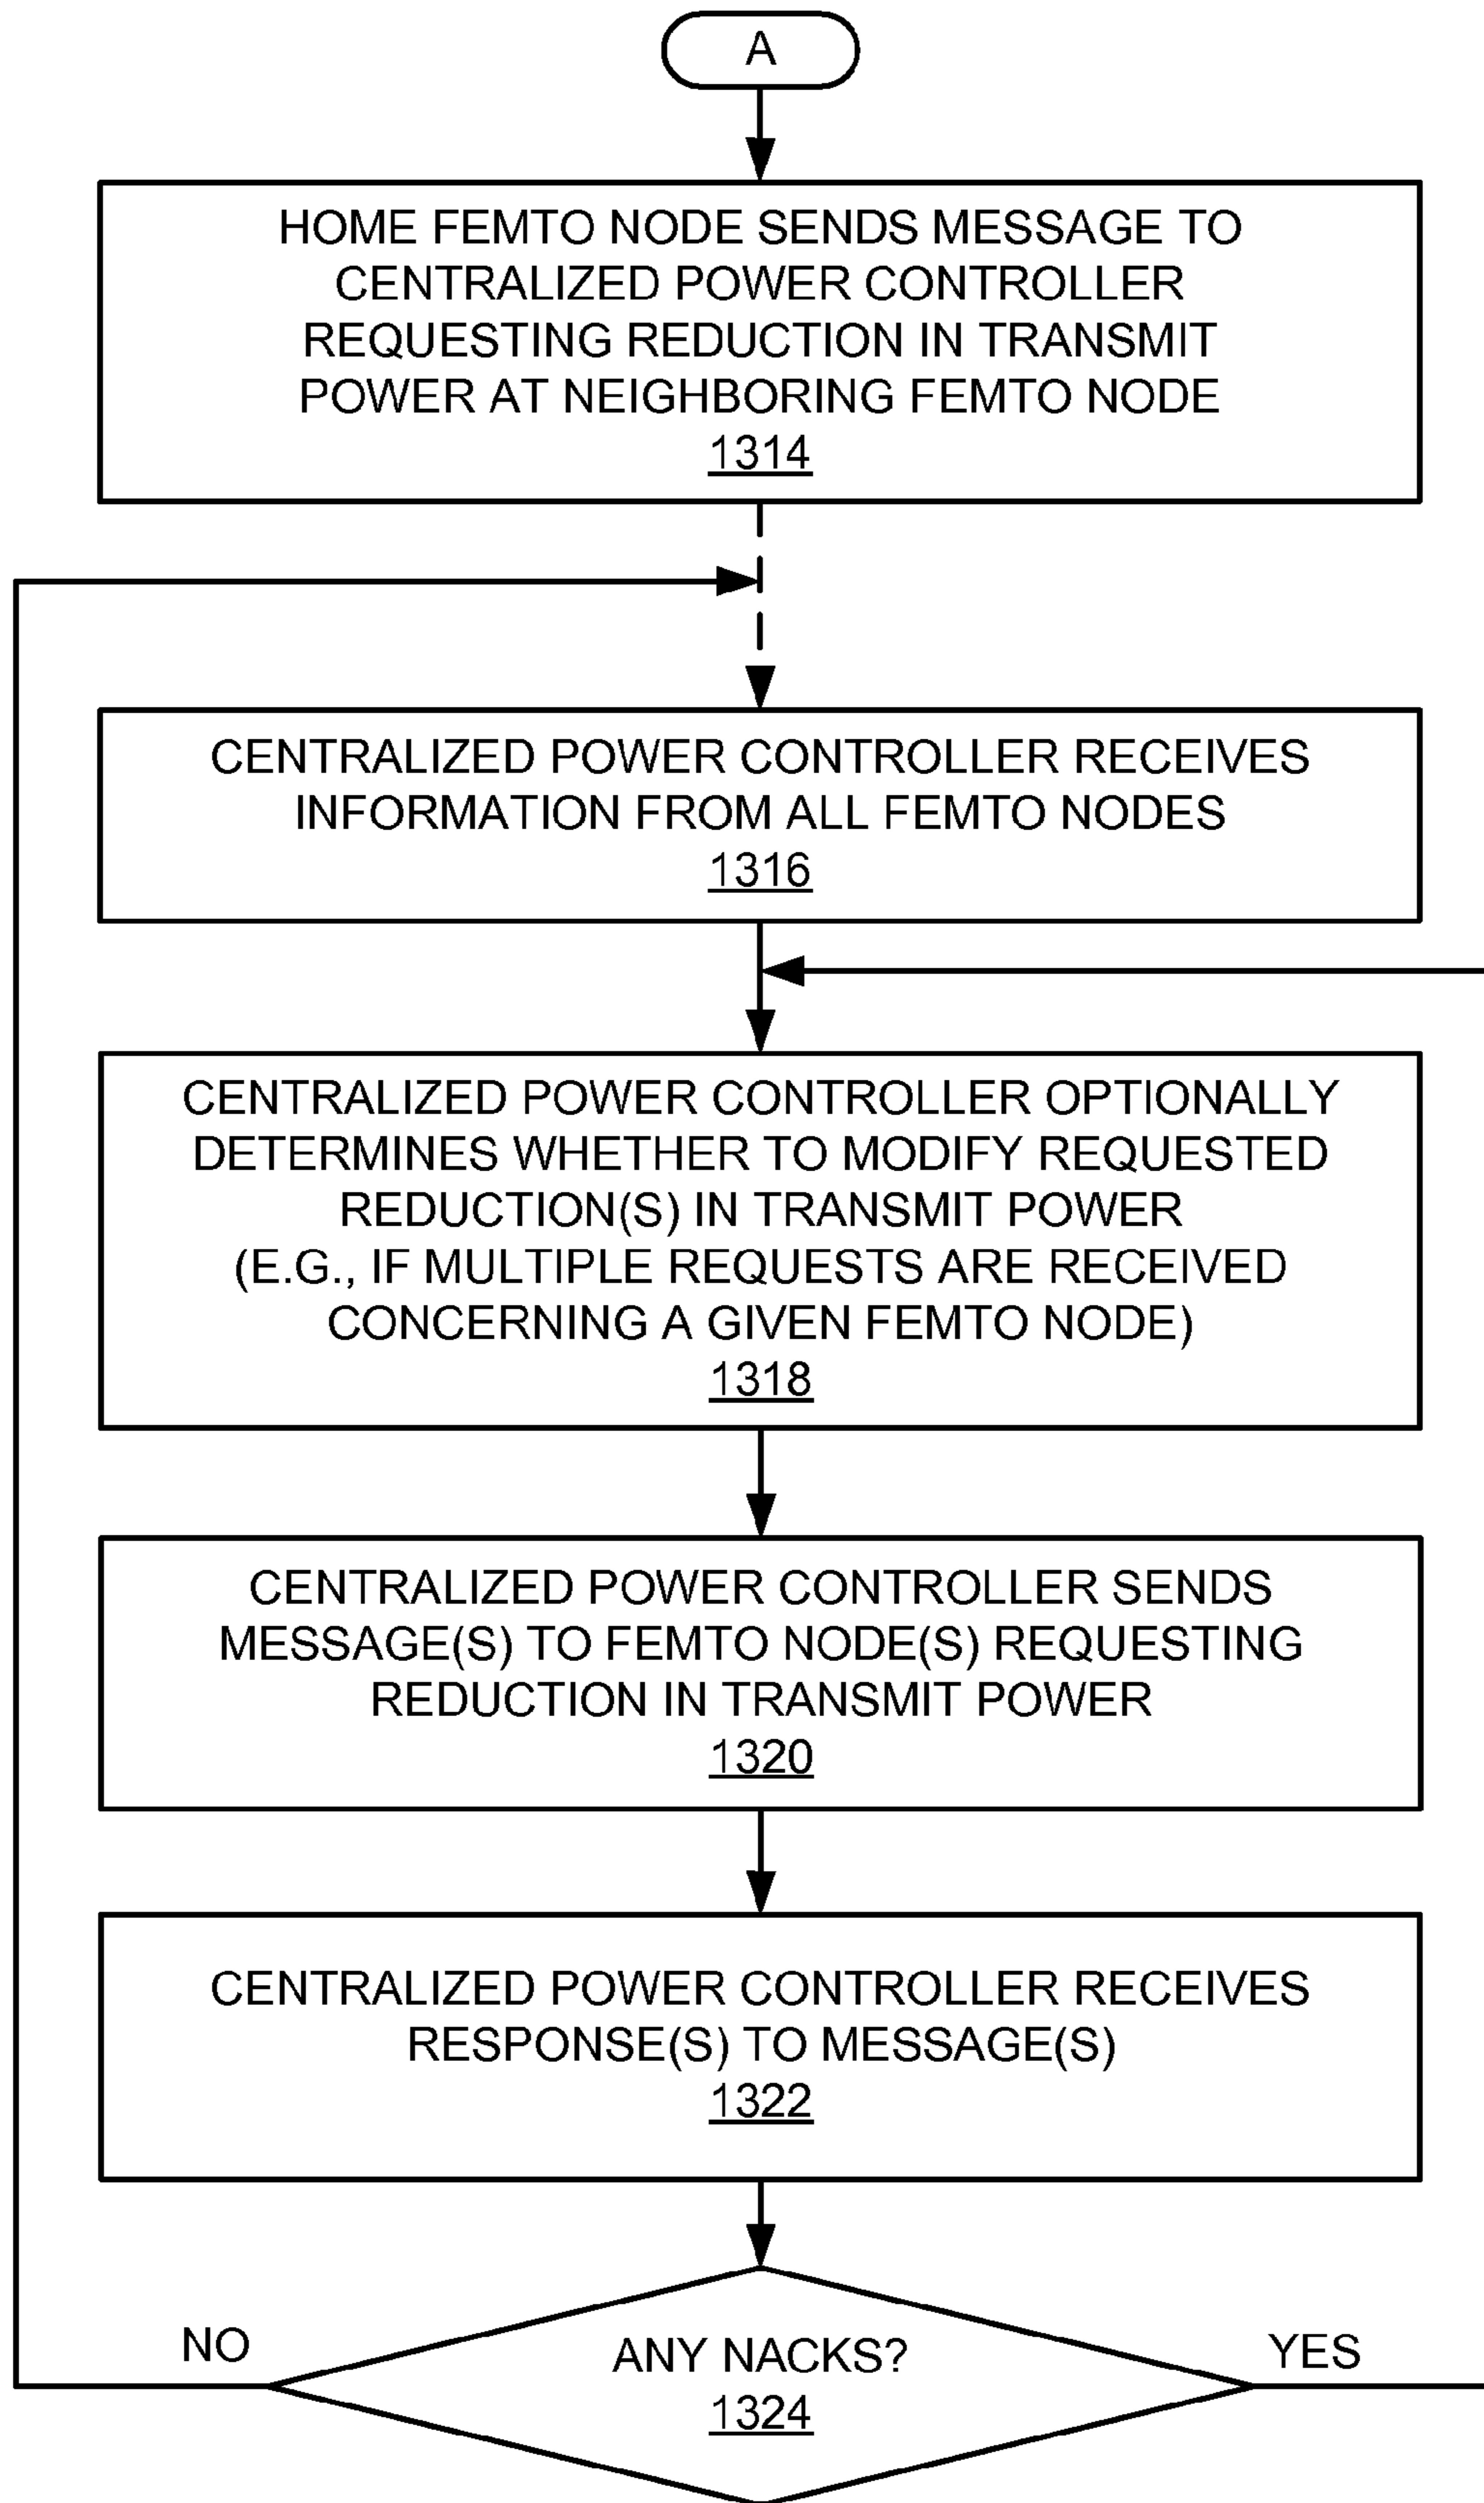 A
HOME FEMTO NODE SENDS MESSAGE TO
CENTRALIZED POWER CONTROLLER
REQUESTING REDUCTION IN TRANSMIT
POWER AT NEIGHBORING FEMTO NODE
1314
CENTRALIZED POWER CONTROLLER RECEIVES
INFORMATION FROM ALL FEMTO NODES
1316
CENTRALIZED POWER CONTROLLER OPTIONALLY
DETERMINES WHETHER TO MODIFY REQUESTED
REDUCTION(S) IN TRANSMIT POWER
(E.G., IF MULTIPLE REQUESTS ARE RECEIVED
CONCERNING A GIVEN FEMTO NODE)
1318
CENTRALIZED POWER CONTROLLER SENDS
MESSAGE(S) TO FEMTO NODE(S) REQUESTING
REDUCTION IN TRANSMIT POWER
1320
CENTRALIZED POWER CONTROLLER RECEIVES
RESPONSE(S) TO MESSAGE(S)
1322
NO
ANY NACKS?
YES
1324